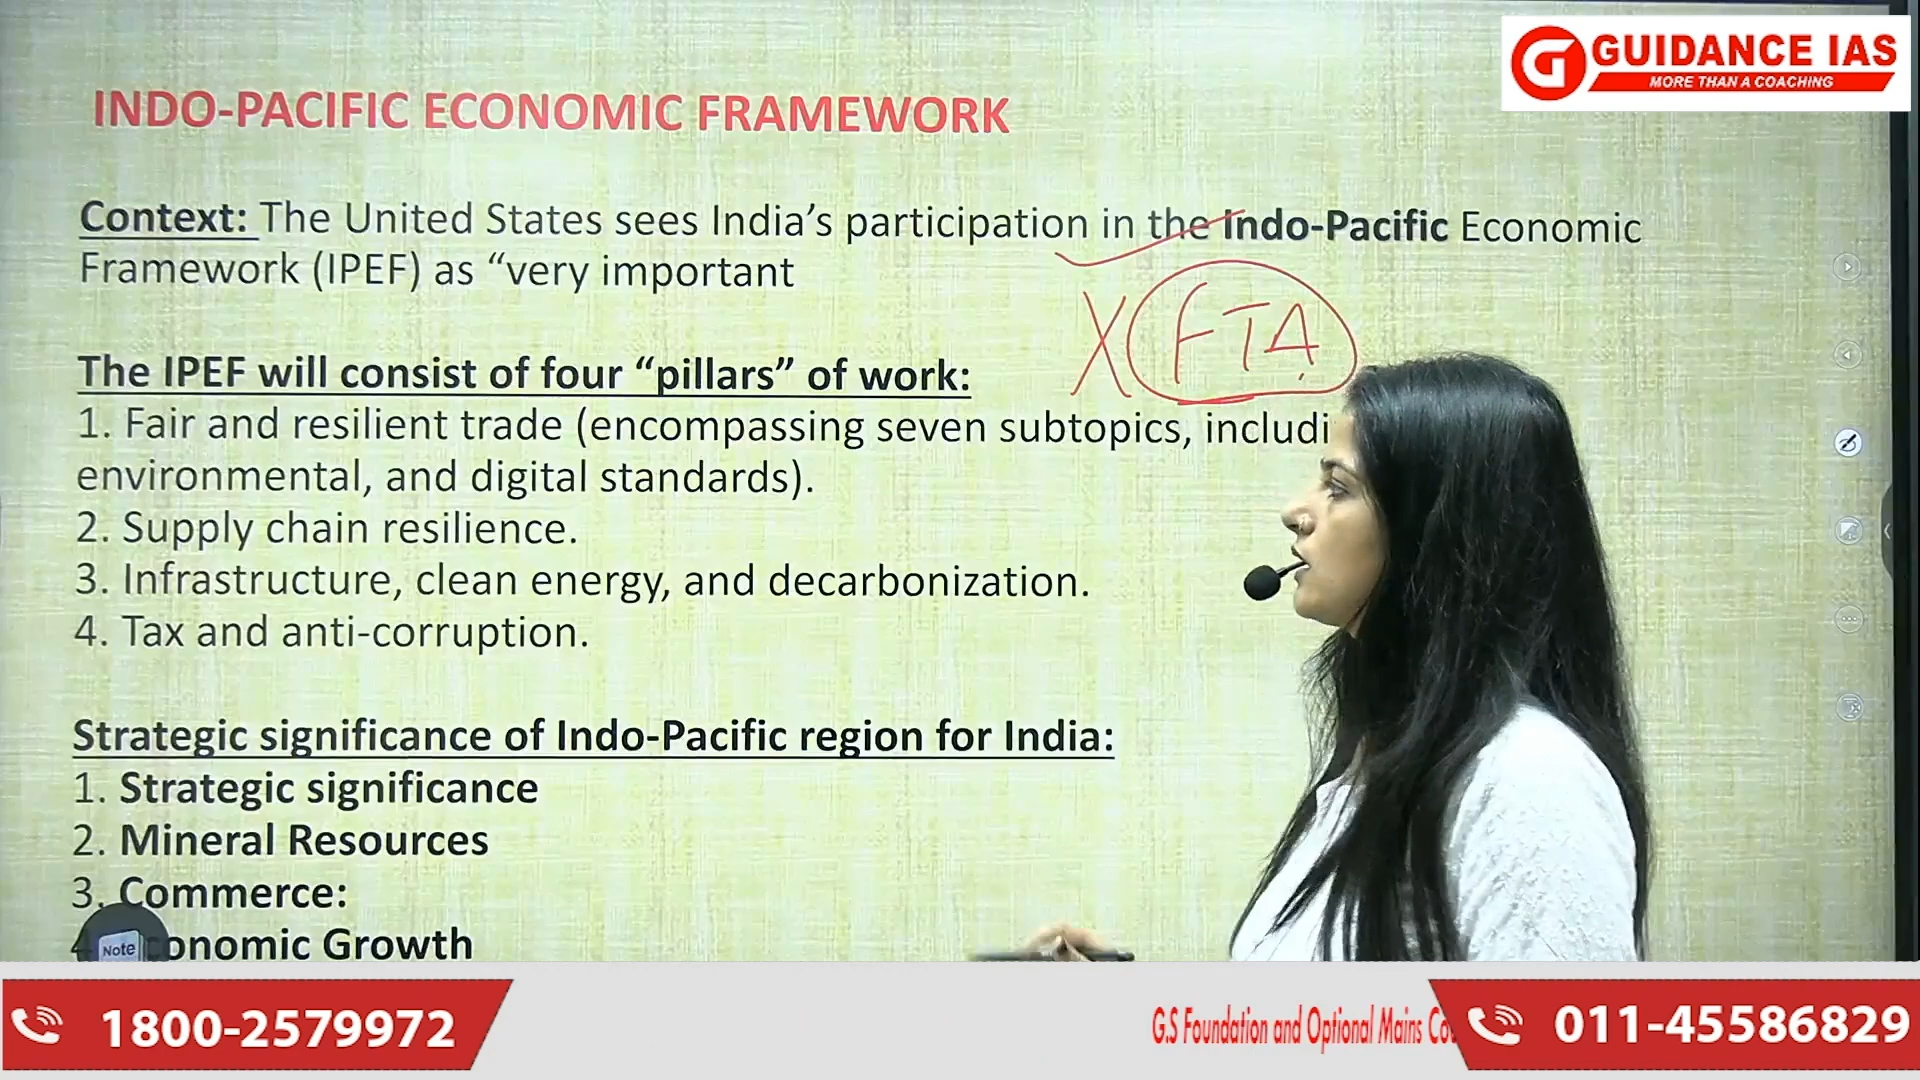 GUIDANCE IAS
MORE THAN A COACHING
INDO-PACIFIC ECONOMIC FRAMEWORK
Context: The United States sees India's participation in the Indo-Pacific Economic
Framework (IPEF) as “very important
X FTA
The IPEF will consist of four “pillars” of work:
1. Fair and resilient trade (encompassing seven subtopics, includi
environmental, and digital standards).
2. Supply chain resilience.
3. Infrastructure, clean energy, and decarbonization.
4. Tax and anti-corruption.
Strategic significance of Indo-Pacific region for India:
1. Strategic significance
2. Mineral Resources
3. Commerce:
onomic Growth
Note
1800-2579972
G.S Foundation and Optional Mains Co
011-45586829